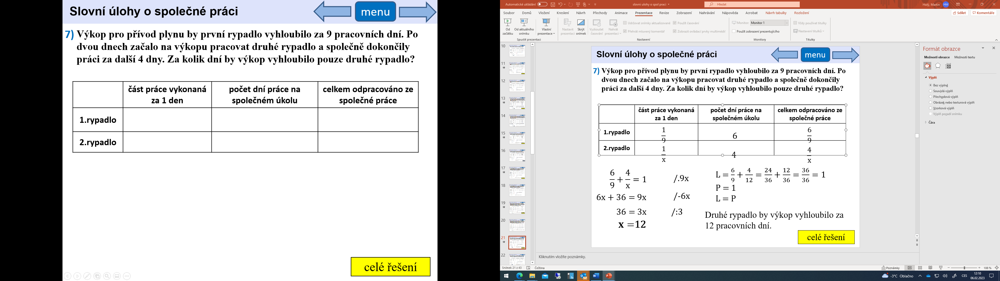 Slovní úlohy o společné práci
menu
7) Výkop pro přívod plynu by první rypadlo vyhloubilo za 9 pracovních dní. Po
dvou dnech začalo na výkopu pracovat druhé rypadlo a společně dokončily
práci za další 4 dny. Za kolik dní by výkop vyhloubilo pouze druhé rypadlo?
část práce vykonaná
za 1 den
počet dní práce na
společném úkolu
celkem odpracováno ze
společné práce
1.rypadlo
2.rypadlo
celé řešení
Automatické ukládání
slovni ulohy o spol praci
Hledat
Holý, Martin
HM
Soubor Domů Vložení Kreslení Návrh Přechody Animace Prezentace Revize Zobrazení Nahrávání Nápověda Acrobat Návrh tabulky Rozložení
Sdílet
Komentáře
Od
začátku
Od aktuálního
snímku
Vlastní
prezentace
Spustit prezentaci
Nastavit
prezentaci
Skrýt
snímek
Vyzkoušet
časování
Nahrát
prezentaci
Udržovat snímky aktualizované
Přehrát mluvený komentář
Použít časování
Zobrazit ovládací prvky multimédií
Nastavení
Monitor: Monitor 1
Použít zobrazení prezentujícího
Monitory
Vždy používat titulky
Nastavení titulků
Titulky
10
11
12
13
14
15
16
17
18
19
20
21
22
Slovní úlohy o společné práci
menu
7) Výkop pro přívod plynu by první rypadlo vyhloubilo za 9 pracovních dní. Po
dvou dnech začalo na výkopu pracovat druhé rypadlo a společně dokončily
práci za další 4 dny. Za kolik dní by výkop vyhloubilo pouze druhé rypadlo?
část práce vykonaná
za 1 den
počet dní práce na
společném úkolu
celkem odpracováno ze
společné práce
1.rypadlo 1/9 6 6/9
2.rypadlo 1/x 4 4/x
6/9 + 4/x = 1 /.9x
6x + 36 = 9x /-6x
36 = 3x /:3
x =12
L = 6/9 + 4/12 = 24/36 + 12/36 = 36/36 = 1
P = 1
L = P
Druhé rypadlo by výkop vyhloubilo za
12 pracovních dní.
celé řešení
Formát obrazce
Možnosti obrazce Možnosti textu
Výplň
Bez výplně
Souvislá výplň
Přechodová výplň
Obrázek nebo texturová výplň
Vzorková výplň
Výplň pozadí snímku
Čára
Kliknutím vložíte poznámky.
Snímek 21 z 43
Čeština
Poznámky
108 %
-3°C Oblačno
CES
12:10
06.02.2023